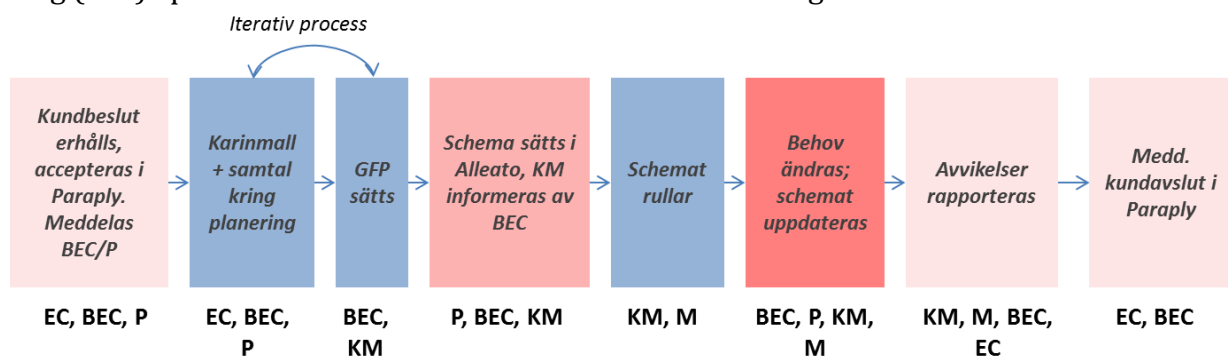 Iterativ process
Kundbeslut
erhålls,
accepteras i
Paraply.
Meddelas
BEC/P
Karinmall
+ samtal
kring
planering
GFP
sätts
Schema sätts i
Alleato, KM
informeras av
BEC
Schemat
rullar
Behov
ändras;
schemat
uppdateras
Avvikelser
rapporteras
Medd.
kundavslut i
Paraply
EC, BEC, P
EC, BEC,
P
BEC,
KM
P, BEC, KM
KM, M
BEC, P, KM,
M
KM, M, BEC,
EC
EC, BEC